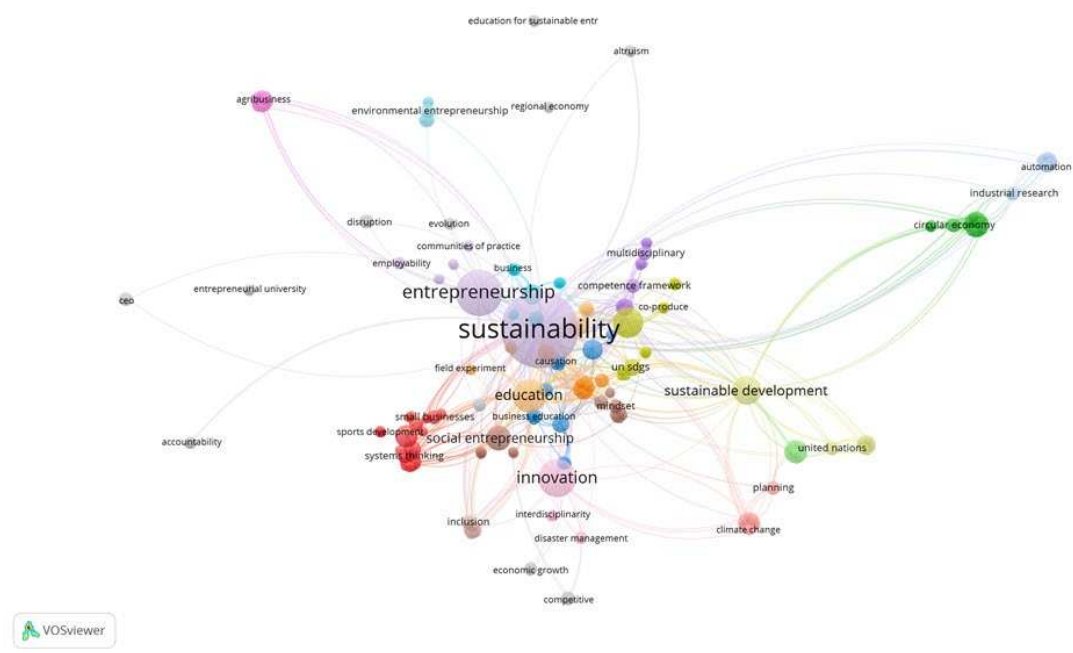 education for sustainable entr
altruism
agribusiness
environmental entrepreneurship
regional economy
automation
industrial research
circular economy
disruption
evolution
communities of practice
multidisciplinary
employability
business
competence framework
entrepreneurial university
entrepreneurship
ceo
co-produce
sustainability
causation
field experiment
un sdgs
education
sustainable development
mindset
small businesses
business education
sports development
social entrepreneurship
accountability
systems thinking
united nations
innovation
planning
interdisciplinarity
inclusion
climate change
disaster management
economic growth
competitive
VOSviewer